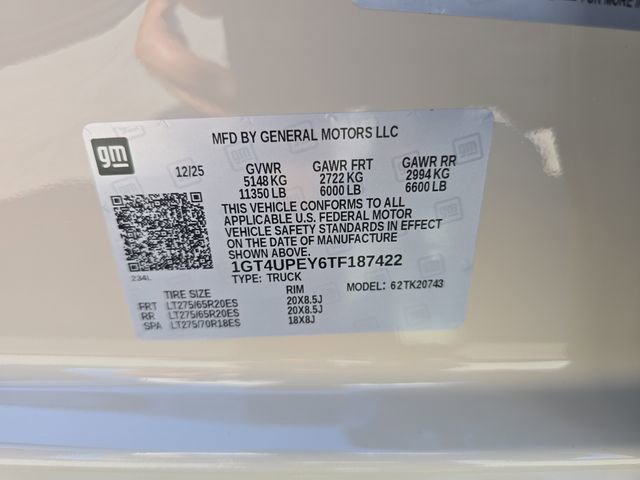 FOR MORE
MFD BY GENERAL MOTORS LLC
gm
12/25 GVWR GAWR FRT GAWR RR
5148 KG 2722 KG 2994 KG
11350 LB 6000 LB 6600 LB
THIS VEHICLE CONFORMS TO ALL
APPLICABLE U.S. FEDERAL MOTOR
VEHICLE SAFETY STANDARDS IN EFFECT
ON THE DATE OF MANUFACTURE
SHOWN ABOVE.
1GT4UPEY6TF187422
TYPE: TRUCK MODEL: 62TK20743
234L
TIRE SIZE RIM
FRT LT275/65R20ES 20X8.5J
RR LT275/65R20ES 20X8.5J
SPA LT275/70R18ES 18X8J